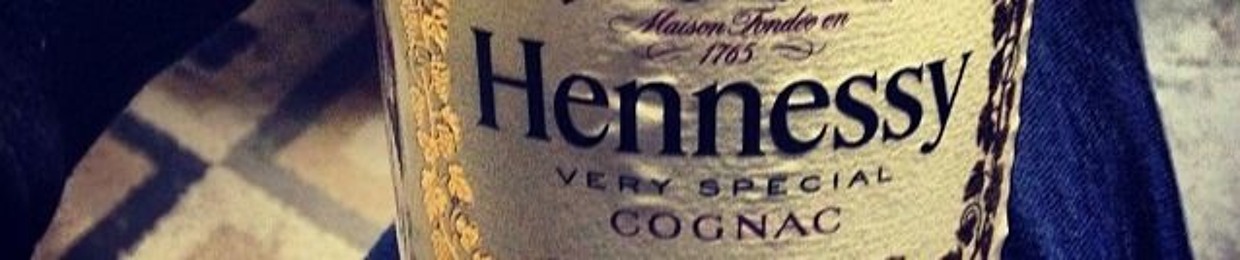 Maison Fondée en
1765
Hennessy
VERY SPECIAL
COGNAC